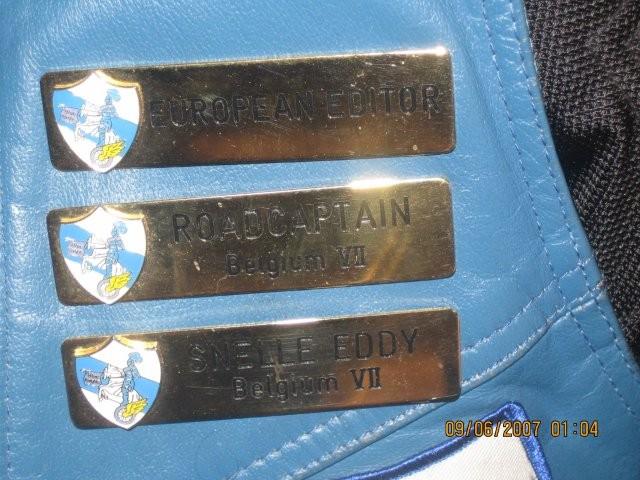 EUROPEAN EDITOR
ROADCAPTAIN
Belgium VII
SNELLE EDDY
Belgium VII
09/06/2007 01:04